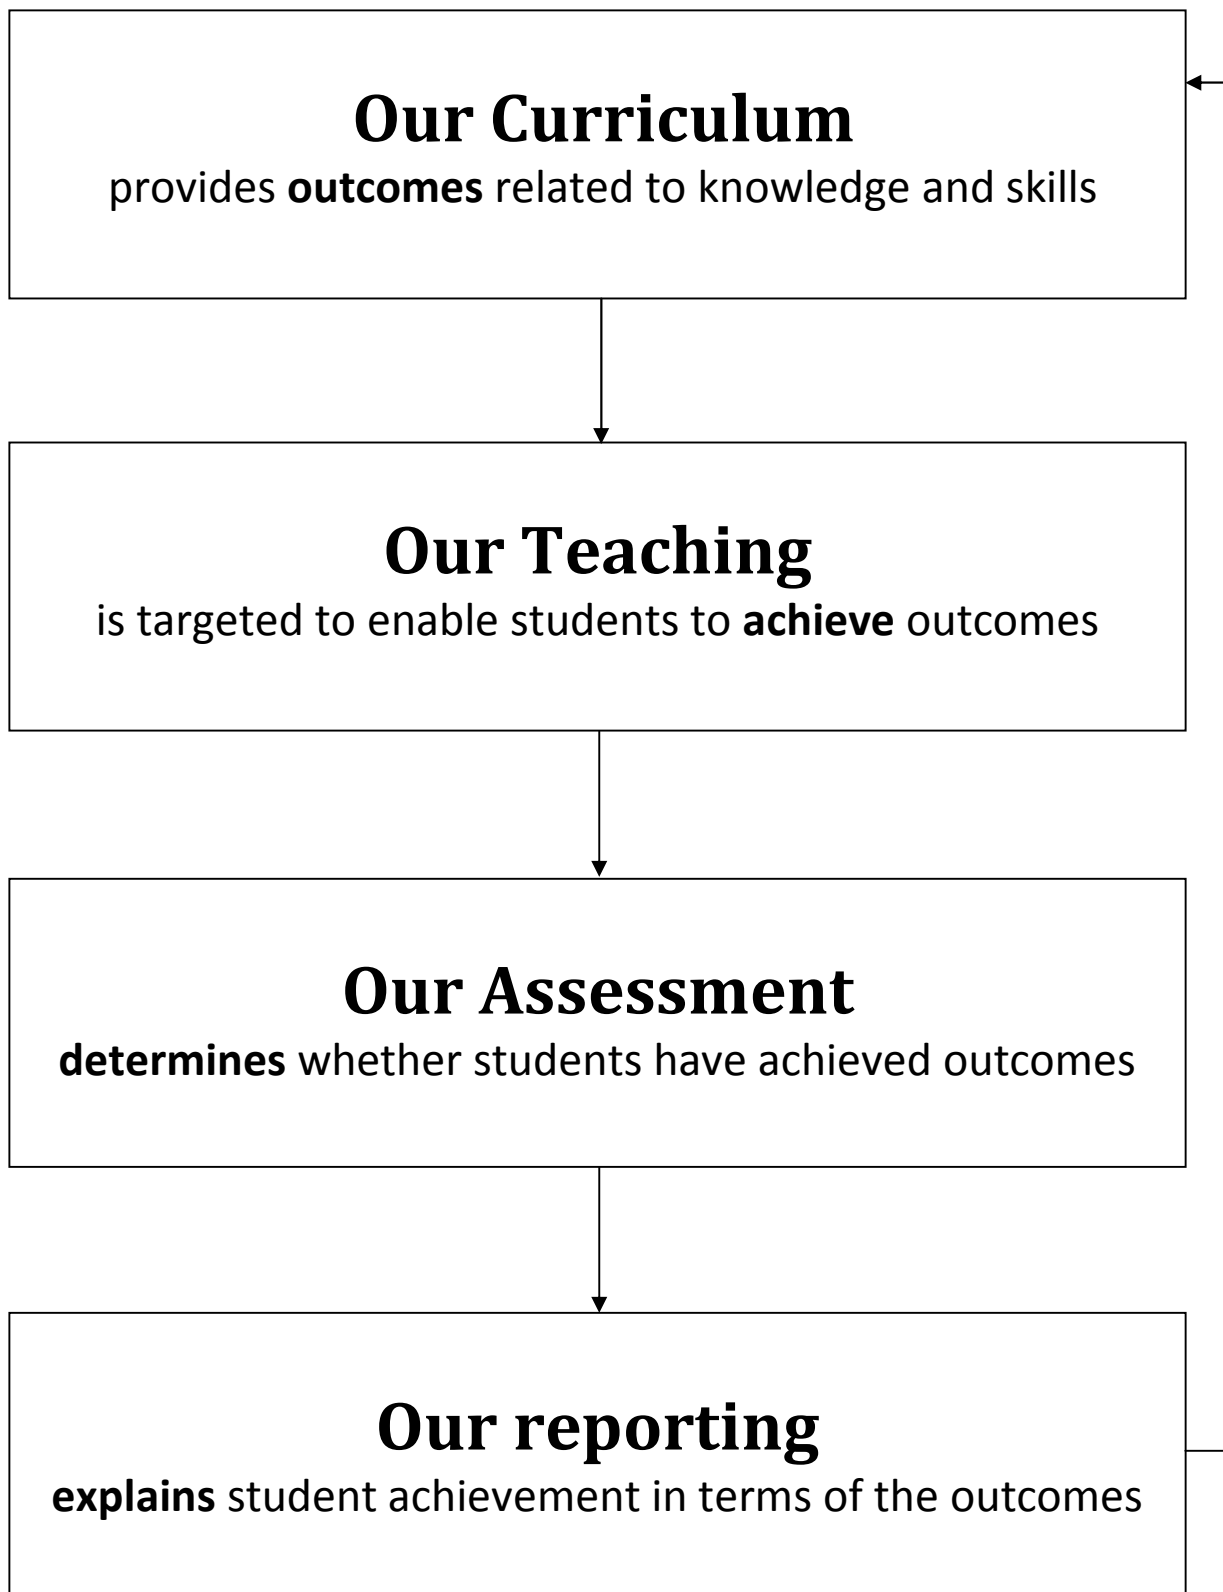 Our Curriculum
provides outcomes related to knowledge and skills
Our Teaching
is targeted to enable students to achieve outcomes
Our Assessment
determines whether students have achieved outcomes
Our reporting
explains student achievement in terms of the outcomes